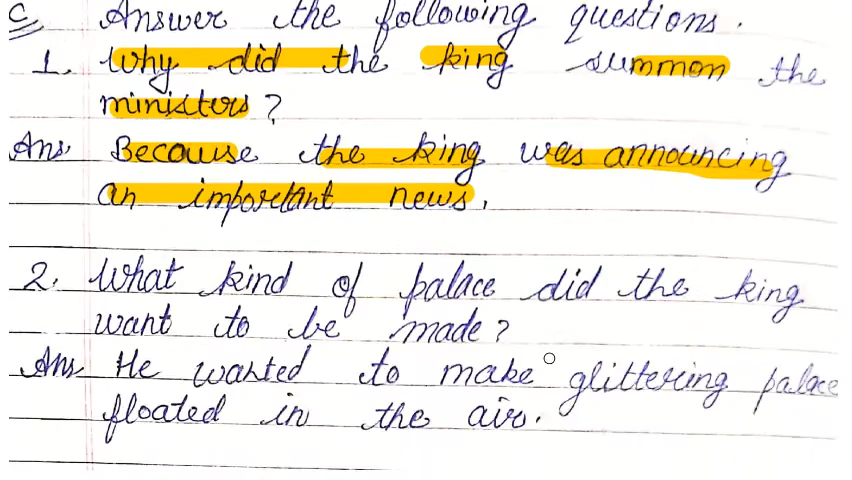 C Answer the following questions.
1. Why did the king summon the
ministers?
Ans. Because the king was announcing
an important news.
2. What kind of palace did the king
want to be made?
Ans. He wanted to make glittering palace
floated in the air.